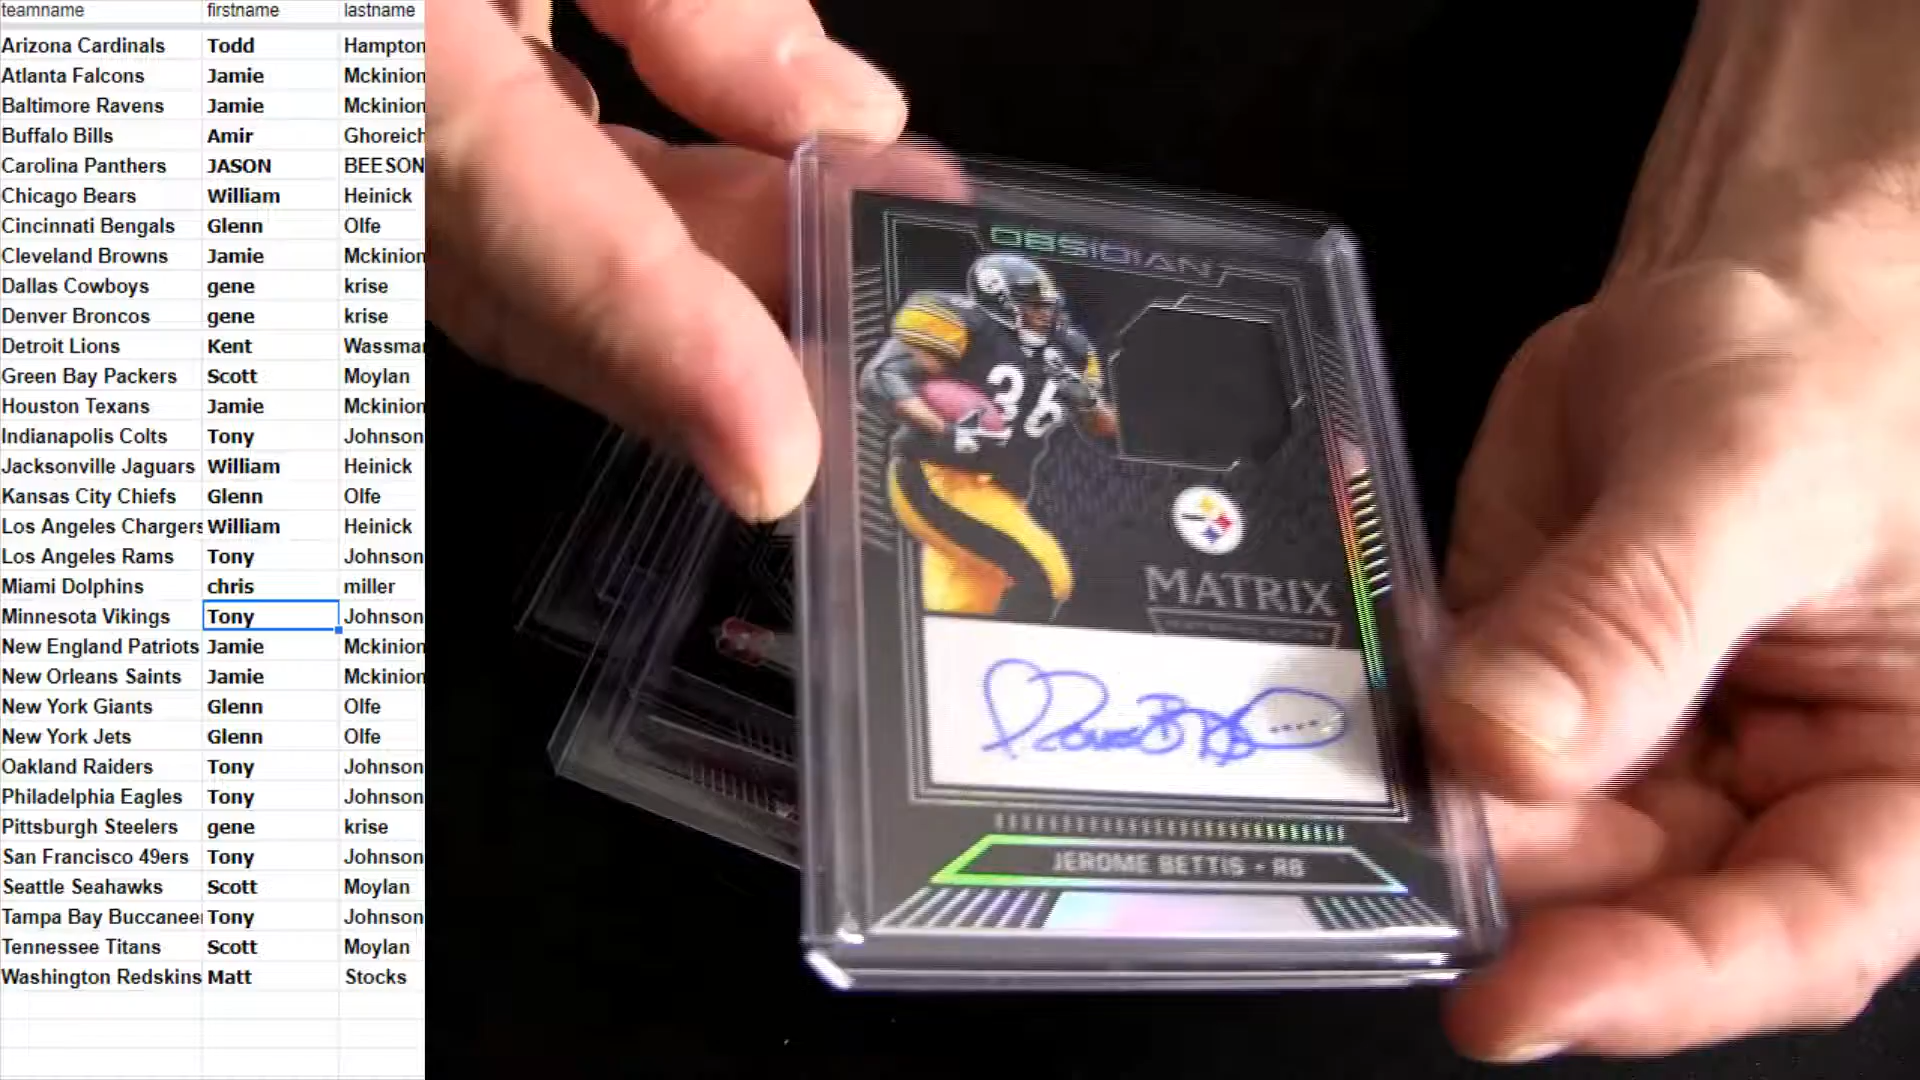 teamname firstname lastname
Arizona Cardinals Todd Hampton
Atlanta Falcons Jamie Mckinion
Baltimore Ravens Jamie Mckinion
Buffalo Bills Amir Ghoreich
Carolina Panthers JASON BEESON
Chicago Bears William Heinick
Cincinnati Bengals Glenn Olfe
Cleveland Browns Jamie Mckinion
Dallas Cowboys gene krise
Denver Broncos gene krise
Detroit Lions Kent Wassma
Green Bay Packers Scott Moylan
Houston Texans Jamie Mckinion
Indianapolis Colts Tony Johnson
Jacksonville Jaguars William Heinick
Kansas City Chiefs Glenn Olfe
Los Angeles Chargers William Heinick
Los Angeles Rams Tony Johnson
Miami Dolphins chris miller
Minnesota Vikings Tony Johnson
New England Patriots Jamie Mckinion
New Orleans Saints Jamie Mckinion
New York Giants Glenn Olfe
New York Jets Glenn Olfe
Oakland Raiders Tony Johnson
Philadelphia Eagles Tony Johnson
Pittsburgh Steelers gene krise
San Francisco 49ers Tony Johnson
Seattle Seahawks Scott Moylan
Tampa Bay Buccanee Tony Johnson
Tennessee Titans Scott Moylan
Washington Redskins Matt Stocks
OBSIDIAN
36
MATRIX
JEROME BETTIS - RB